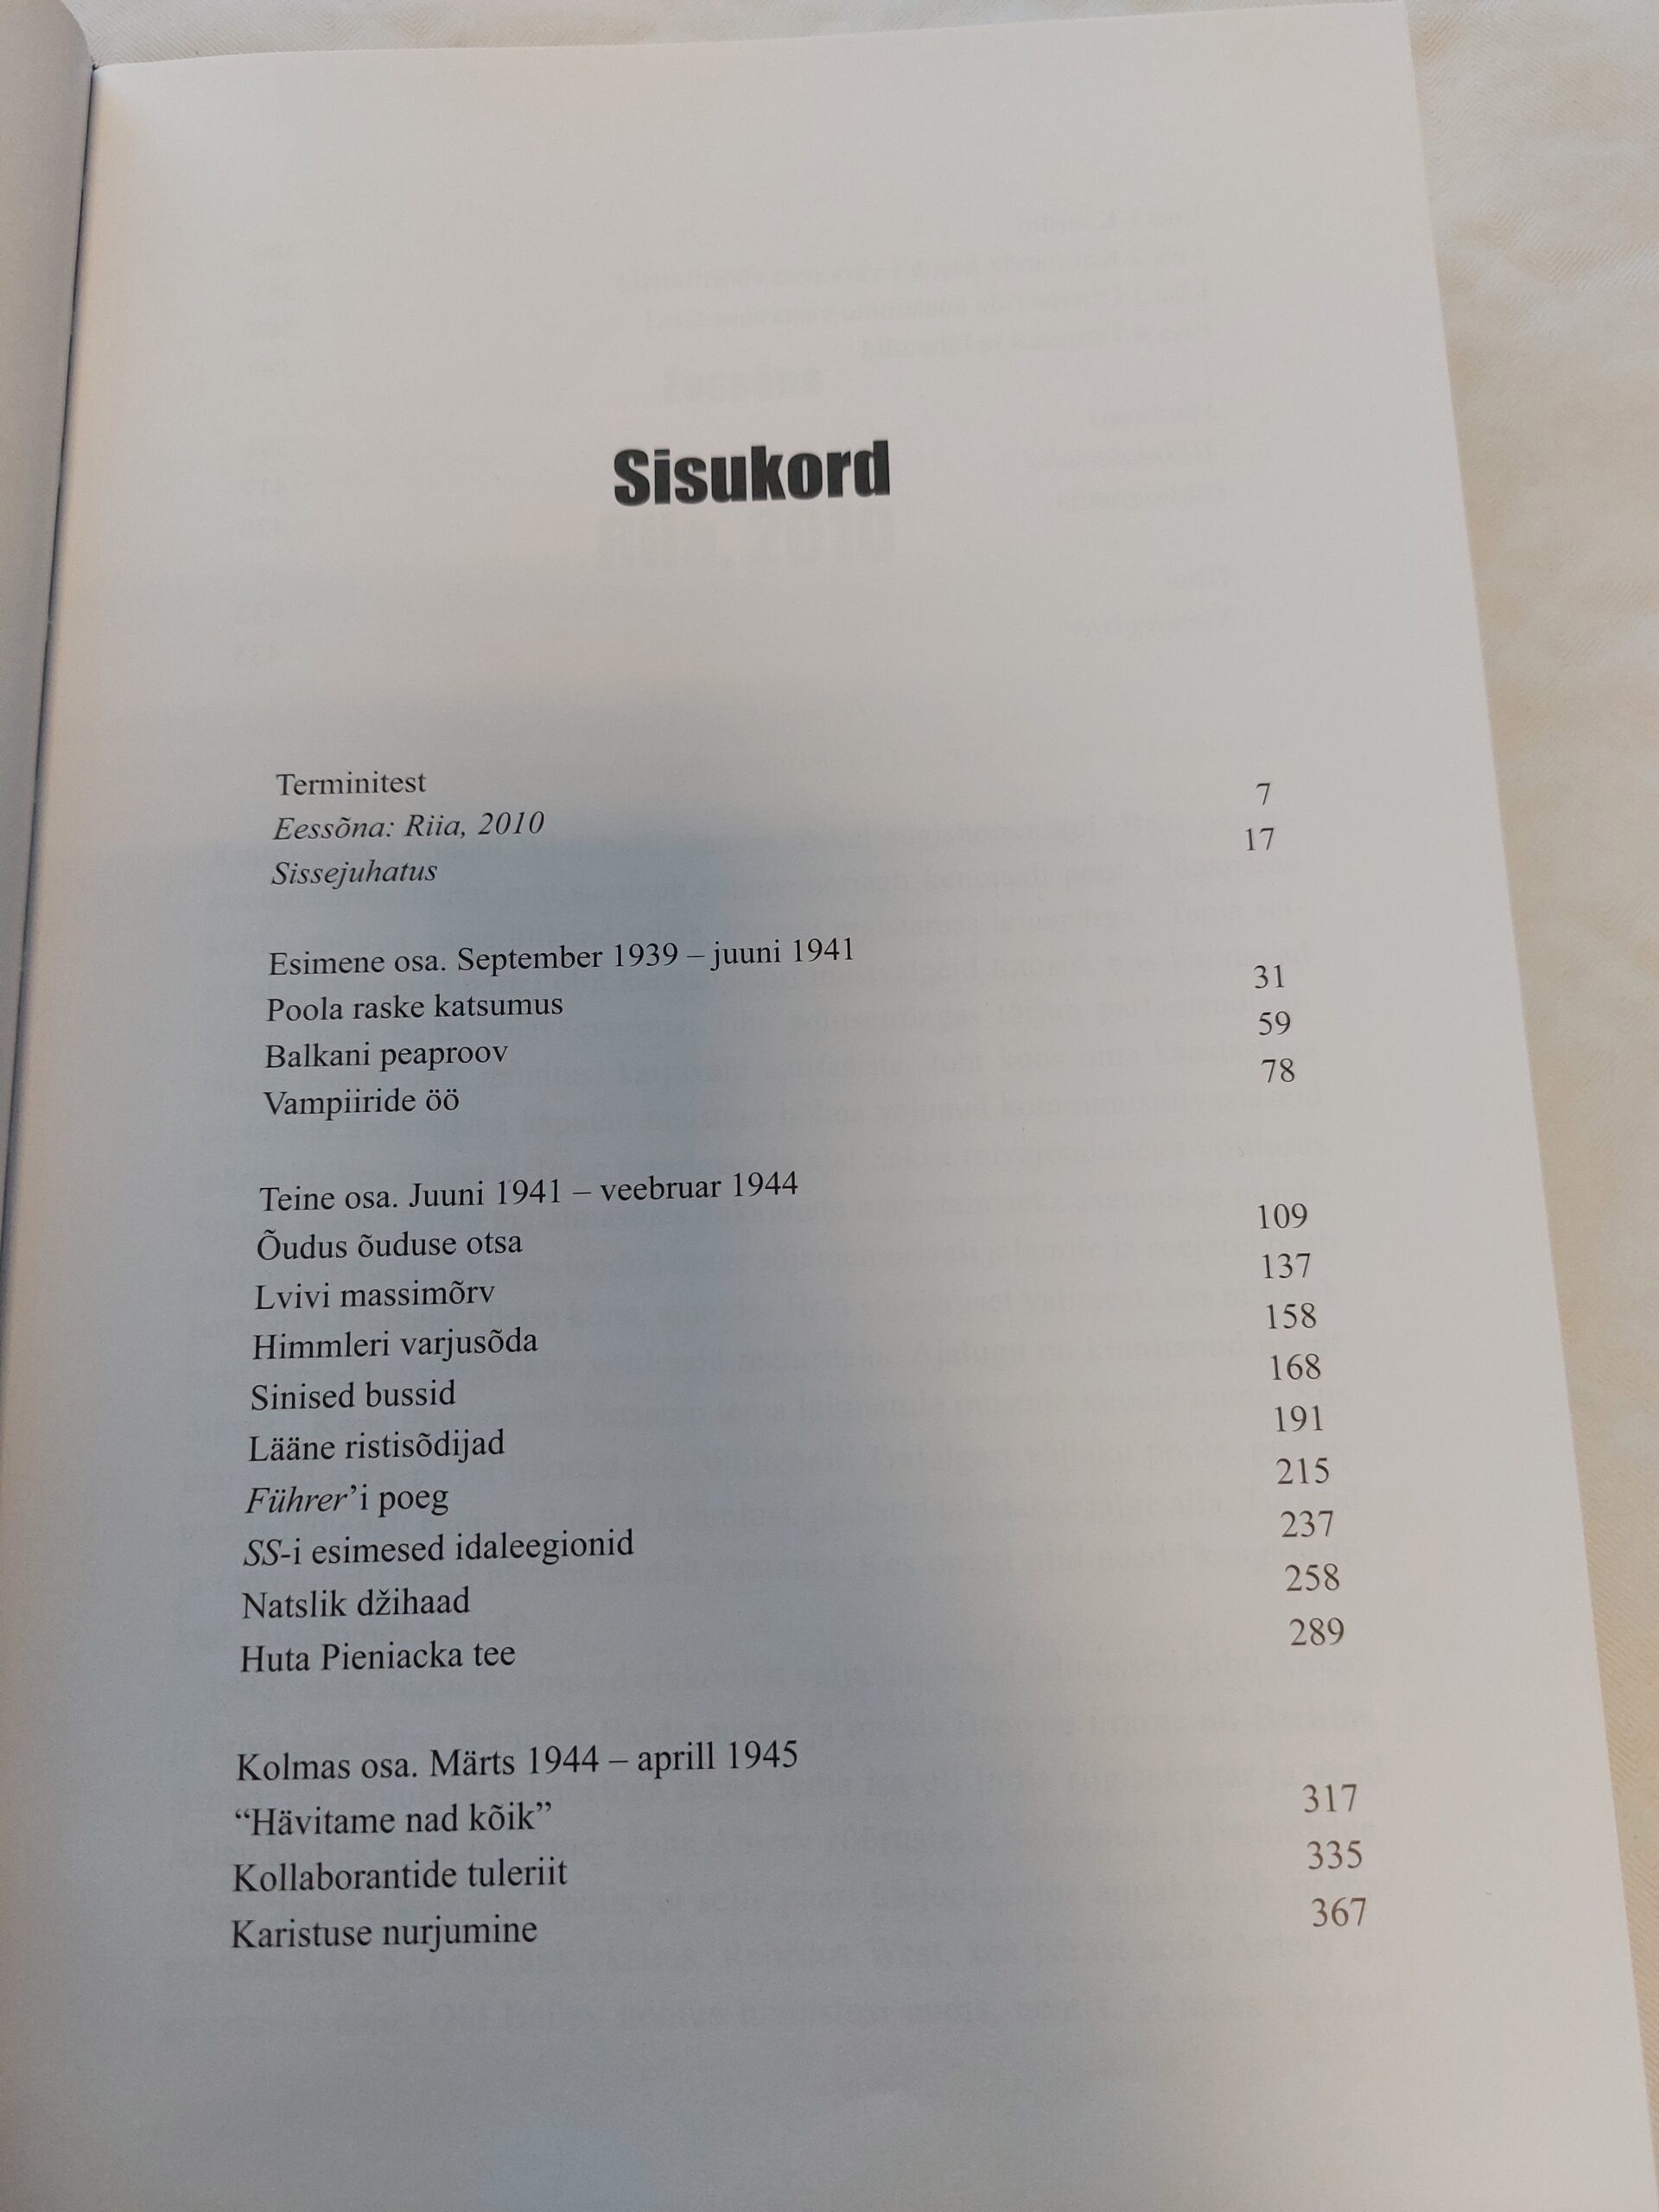 Sisukord
Terminitest
Eessõna: Riia, 2010 7
Sissejuhatus 17
Esimene osa. September 1939 – juuni 1941
Poola raske katsumus 31
Balkani peaproov 59
Vampiiride öö 78
Teine osa. Juuni 1941 – veebruar 1944
Õudus õuduse otsa 109
Lvivi massimõrv 137
Himmleri varjusõda 158
Sinised bussid 168
Lääne ristisõdijad 191
Führer’i poeg 215
SS-i esimesed idaleegionid 237
Natslik džihaad 258
Huta Pieniacka tee 289
Kolmas osa. Märts 1944 – aprill 1945
“Hävitame nad kõik” 317
Kollaborantide tuleriit 335
Karistuse nurjumine 367